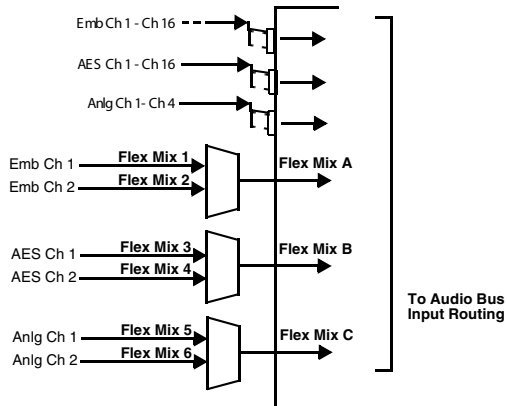 Emb Ch 1 - Ch 16
AES Ch 1 - Ch 16
Anlg Ch 1- Ch 4
Emb Ch 1
Flex Mix 1
Emb Ch 2
Flex Mix 2
Flex Mix A
AES Ch 1
Flex Mix 3
AES Ch 2
Flex Mix 4
Flex Mix B
Anlg Ch 1
Flex Mix 5
Anlg Ch 2
Flex Mix 6
Flex Mix C
To Audio Bus
Input Routing